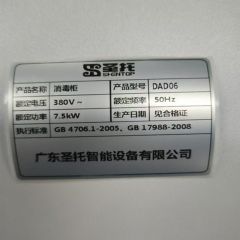 圣托
SHENTOP
产品名称 消毒柜 产品型号 DAD06
额定电压 380V~ 额定频率 50Hz
额定功率 7.5kW 生产日期 见合格证
执行标准 GB 4706.1-2005、GB 17988-2008
广东圣托智能设备有限公司